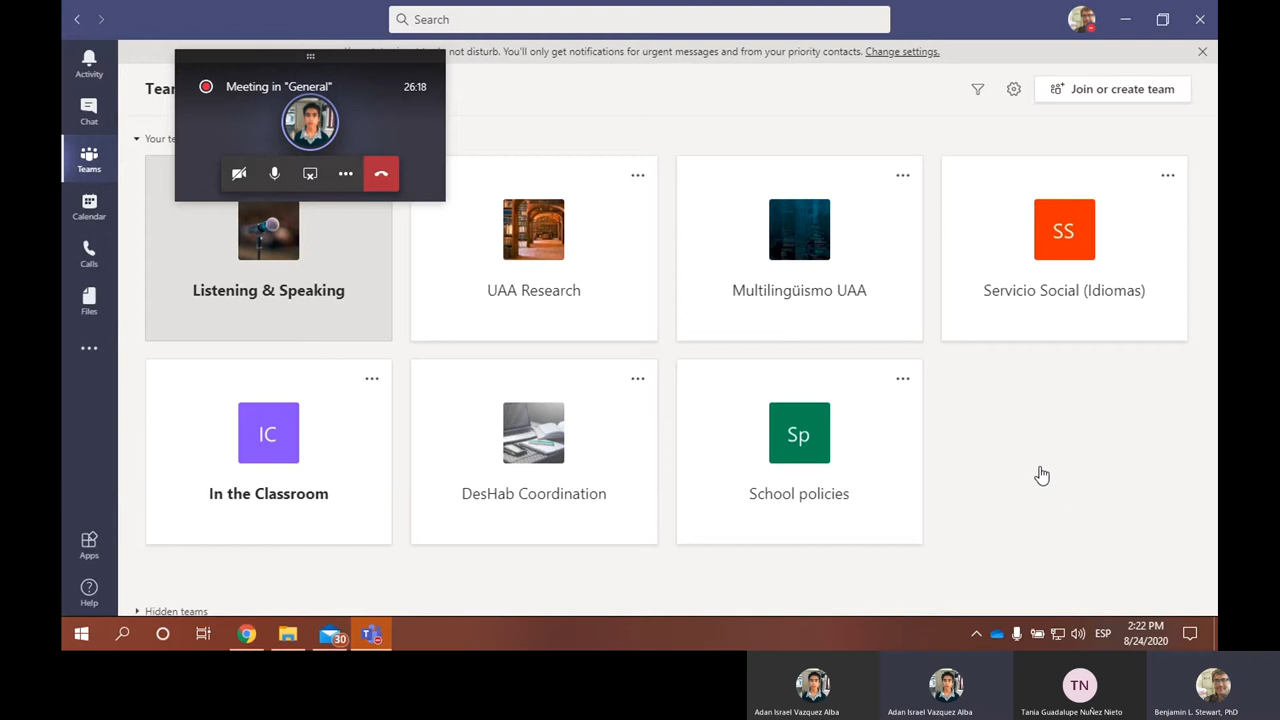 Search
not disturb. You'll only get notifications for urgent messages and from your priority contacts. Change settings.
Meeting in "General"
26:18
Join or create team
Activity
Chat
Teams
Calendar
Calls
Files
Apps
Help
Listening & Speaking
UAA Research
Multilingüismo UAA
SS
Servicio Social (Idiomas)
IC
In the Classroom
DesHab Coordination
Sp
School policies
Hidden teams
30
ESP
2:22 PM
8/24/2020
Adan Israel Vazquez Alba
Adan Israel Vazquez Alba
TN
Tania Guadalupe NuÑez Nieto
Benjamin L. Stewart, PhD